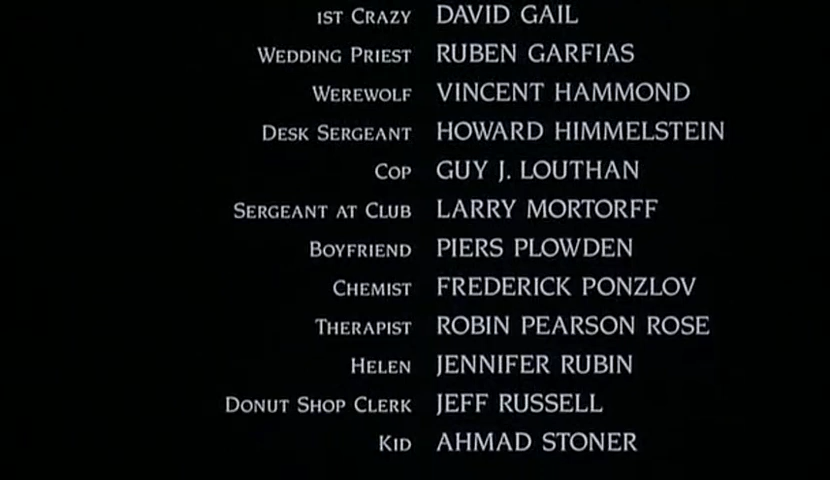 1st Crazy DAVID GAIL
Wedding Priest RUBEN GARFIAS
Werewolf VINCENT HAMMOND
Desk Sergeant HOWARD HIMMELSTEIN
Cop GUY J. LOUTHAN
Sergeant at Club LARRY MORTORFF
Boyfriend PIERS PLOWDEN
Chemist FREDERICK PONZLOV
Therapist ROBIN PEARSON ROSE
Helen JENNIFER RUBIN
Donut Shop Clerk JEFF RUSSELL
Kid AHMAD STONER